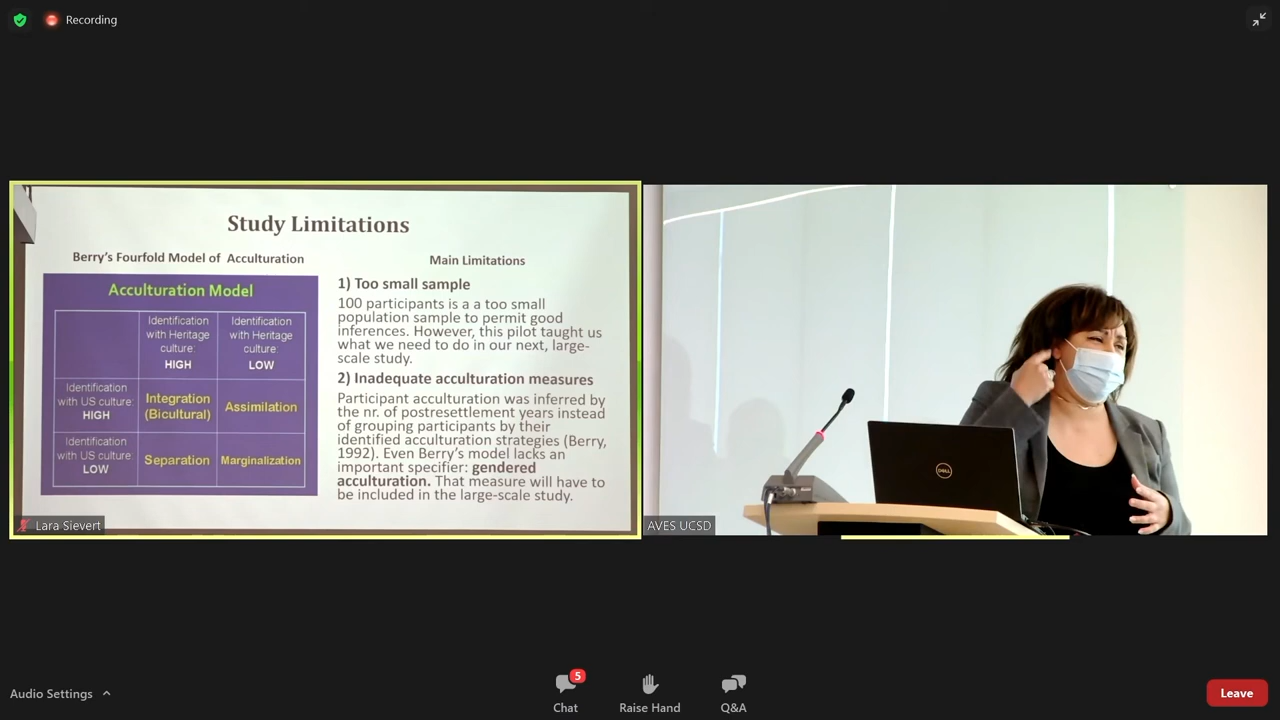 Recording
Study Limitations
Berry's Fourfold Model of Acculturation
Acculturation Model
Identification
with Heritage
culture:
HIGH
Identification
with Heritage
culture:
LOW
Identification
with US culture:
HIGH
Integration
(Bicultural)
Assimilation
Identification
with US culture:
LOW
Separation
Marginalization
Main Limitations
1) Too small sample
100 participants is a a too small
population sample to permit good
inferences. However, this pilot taught us
what we need to do in our next, large-
scale study.
2) Inadequate acculturation measures
Participant acculturation was inferred by
the nr. of postresettlement years instead
of grouping participants by their
identified acculturation strategies (Berry,
1992). Even Berry's model lacks an
important specifier: gendered
acculturation. That measure will have to
be included in the large-scale study.
Lara Sievert
DELL
AVES UCSD
Audio Settings
5
Chat
Raise Hand
Q&A
Leave